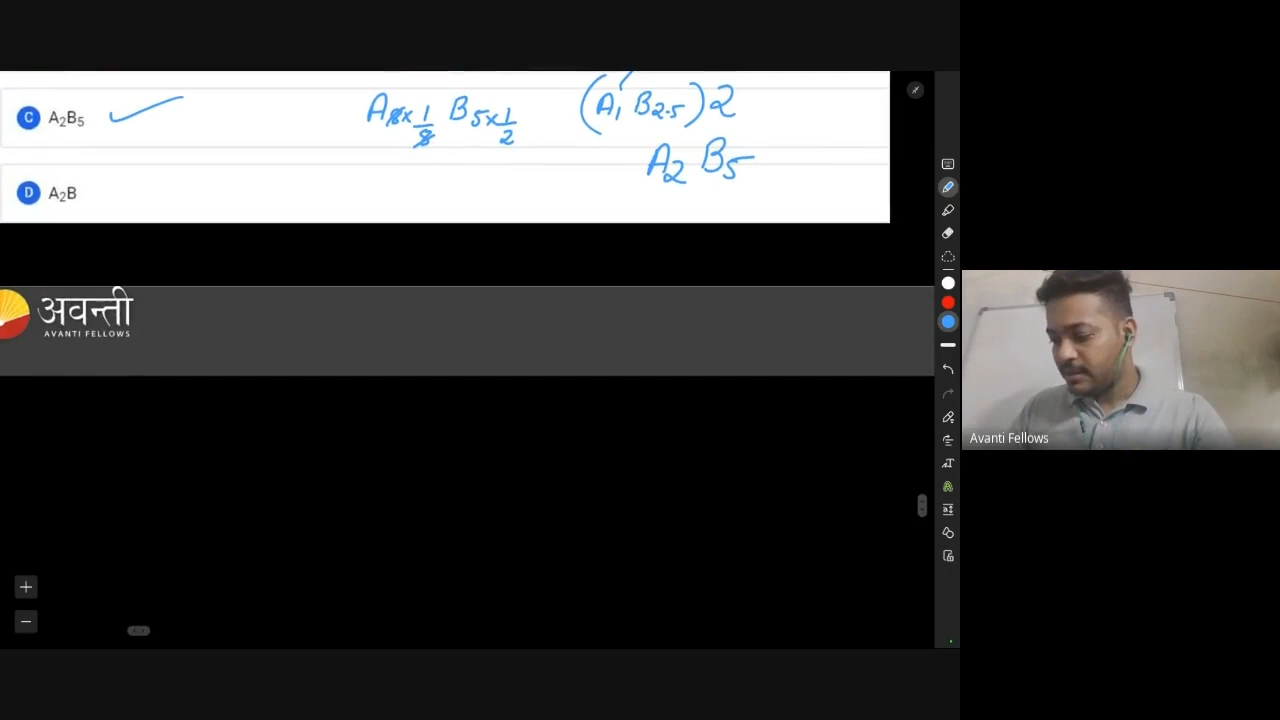 C A₂B₅ A8×1/8 B5×1/2 (A₁ B2.5)2
A₂ B₅
D A₂B
अवन्ती
AVANTI FELLOWS
Avanti Fellows